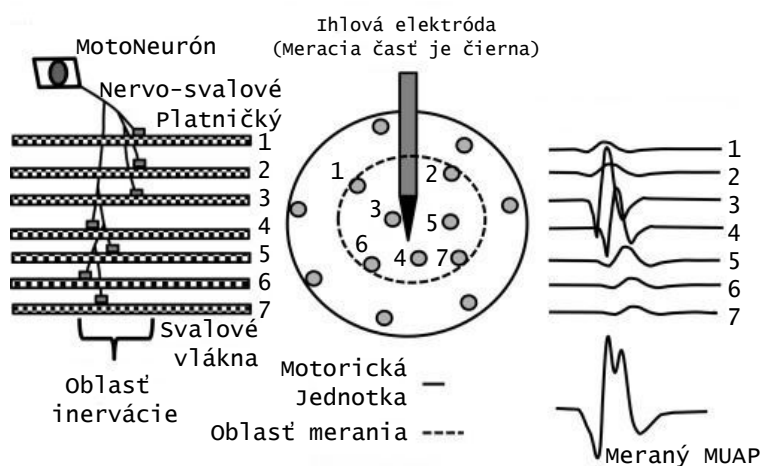 MotoNeurón
Nervo-svalové
Platničký
1
2
3
4
5
6
7
Svalové
vlákna
Oblasť
inervácie
Ihlová elektróda
(Meracia časť je čierna)
1
2
3
5
6
4
7
Motorická
Jednotka
Oblasť merania
1
2
3
4
5
6
7
Meraný MUAP